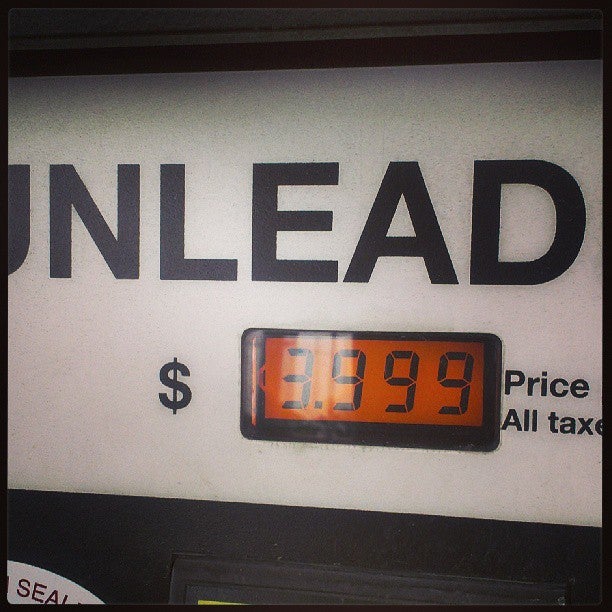 UNLEAD
$ 3.999 Price
All taxe
SEAL